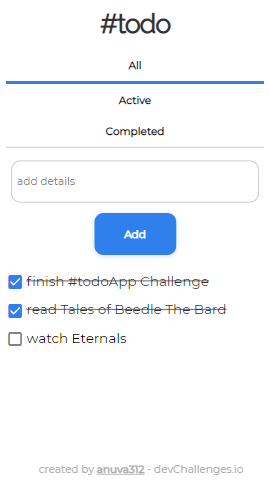 #todo
All
Active
Completed
add details
Add
finish #todoApp Challenge
read Tales of Beedle The Bard
watch Eternals
created by anuva312 - devChallenges.io